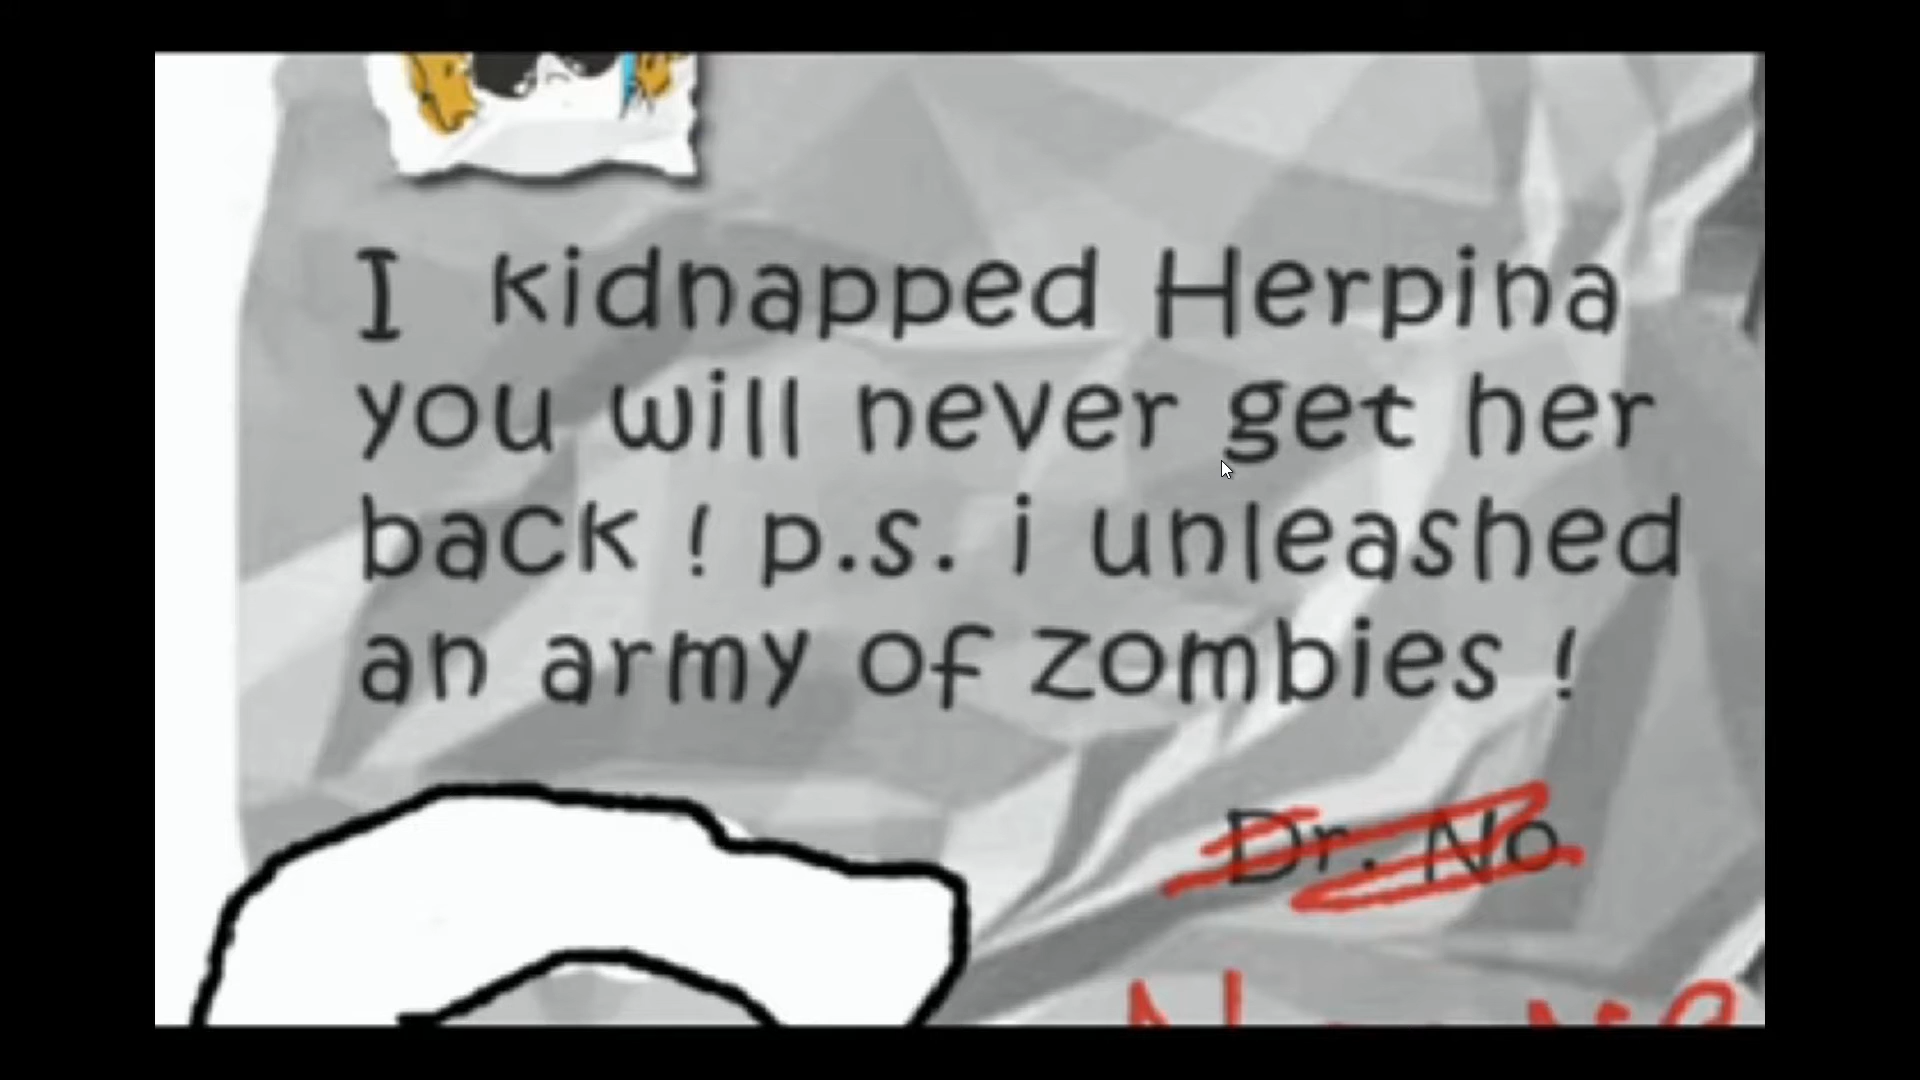 I kidnapped Herpina
you will never get her
back ! p.s. i unleashed
an army of zombies !
Dr. No